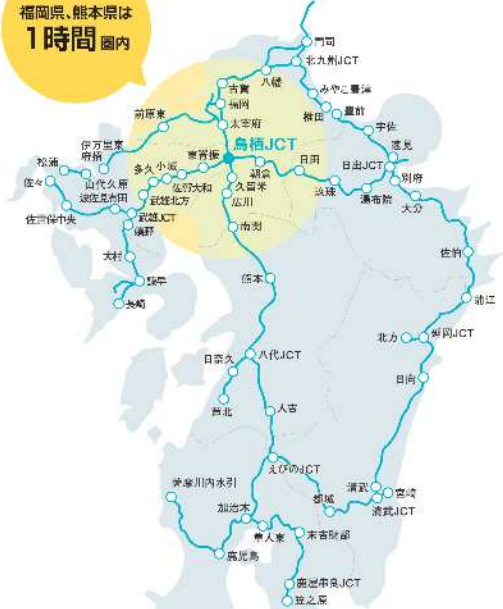 福岡県、熊本県は
1時間圏内
門司
北九州JCT
八幡
古賀
みやこ豊津
福岡
椎田
豊前
前原東
太宰府
宇佐
鳥栖JCT
速見
伊万里東
府招
東脊振
朝倉
日田
日出JCT
松浦
多久
小城
佐々
山代久原
佐賀大和
久留米
玖珠
別府
波佐見有田
武雄北方
広川
湯布院
大分
佐世保中央
武雄JCT
嬉野
南関
佐伯
大村
熊本
諫早
蒲江
長崎
北方
延岡JCT
日奈久
八代JCT
日向
芦北
人吉
えびのJCT
薩摩川内水引
都城
清武
宮崎
加治木
清武JCT
隼人東
末吉財部
鹿児島
鹿屋串良JCT
笠之原